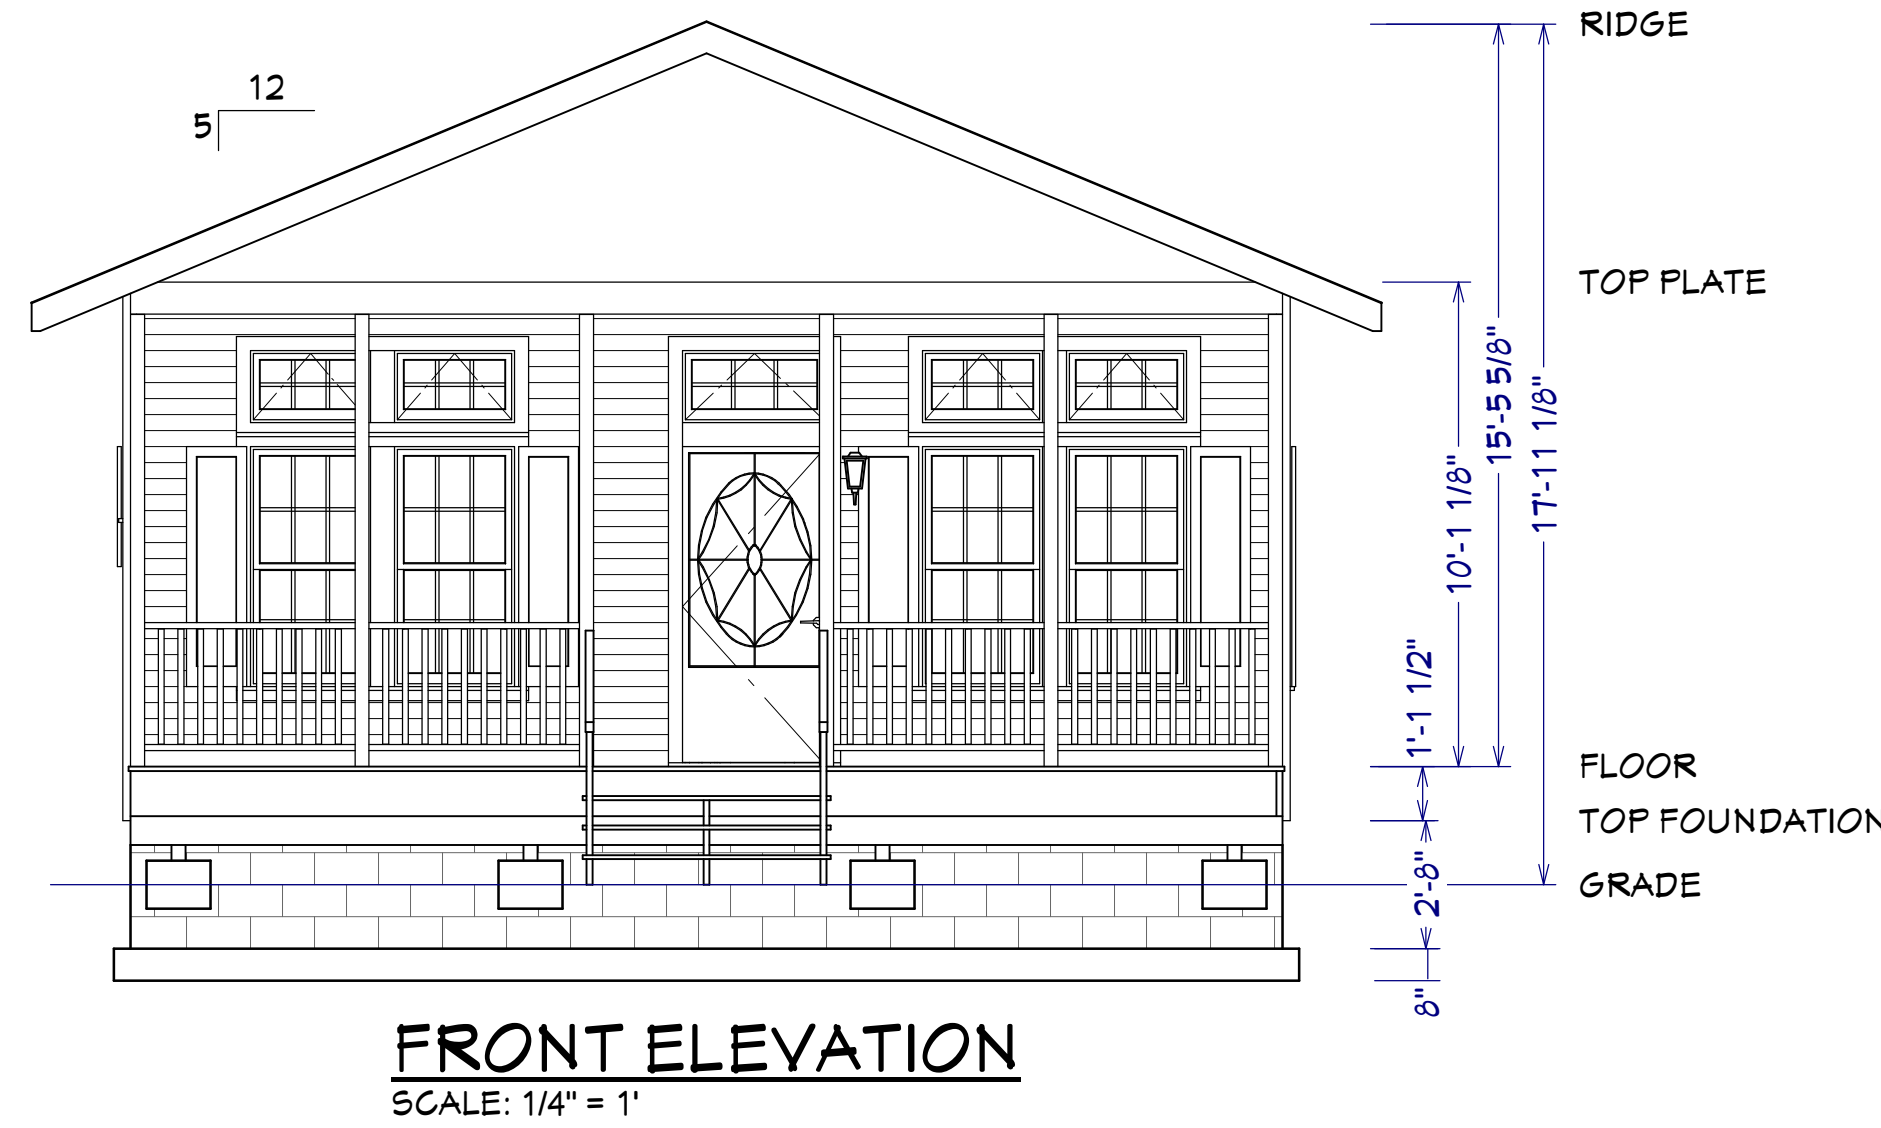 RIDGE
12
5
TOP PLATE
15'-5 5/8"
17'-11 1/8"
10'-1 1/8"
1'-1 1/2"
FLOOR
TOP FOUNDATION
2'-8"
GRADE
8"
FRONT ELEVATION
SCALE: 1/4" = 1'